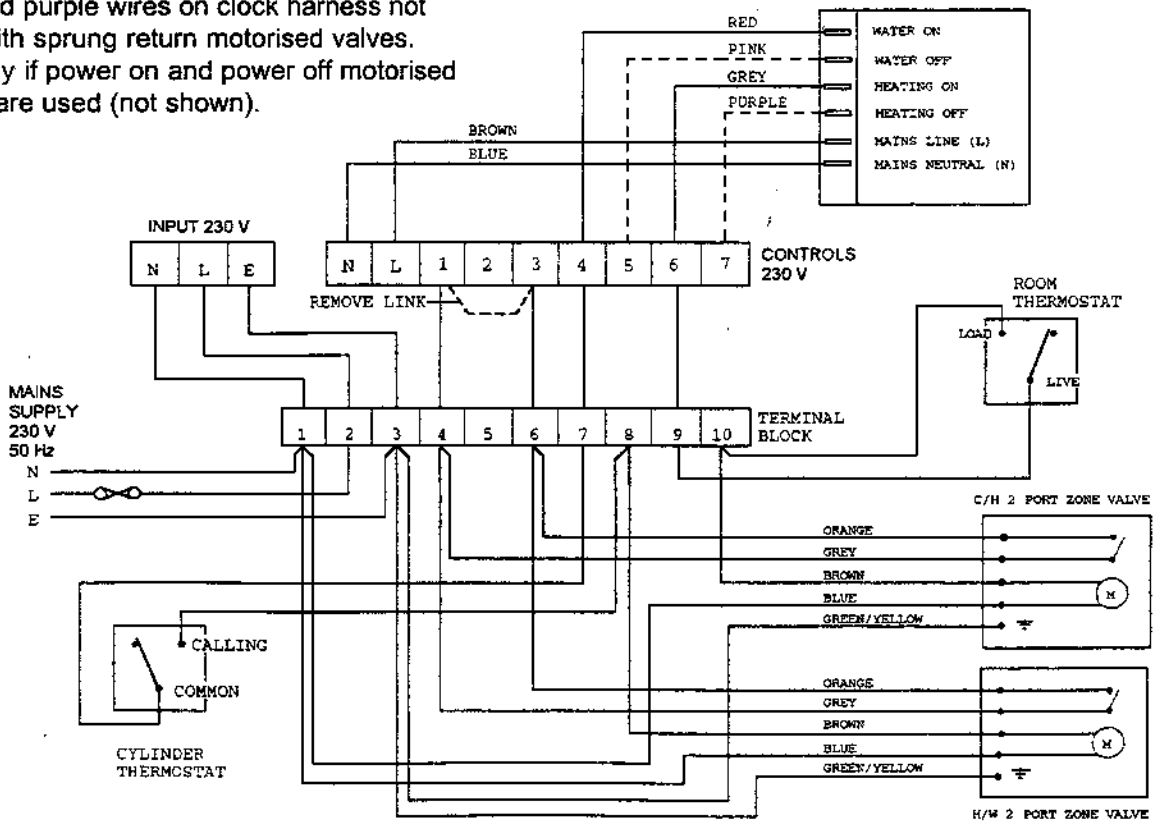 d purple wires on clock harness not
ith sprung return motorised valves.
y if power on and power off motorised
are used (not shown).
RED
PINK
GREY
PURPLE
BROWN
BLUE
WATER ON
WATER OFF
HEATING ON
HEATING OFF
MAINS LINE (L)
MAINS NEUTRAL (N)
INPUT 230 V
N L E
N L 1 2 3 4 5 6 7
CONTROLS
230 V
REMOVE LINK
ROOM
THERMOSTAT
LOAD
LIVE
MAINS
SUPPLY
230 V
50 Hz
N
L
E
1 2 3 4 5 6 7 8 9 10
TERMINAL
BLOCK
C/H 2 PORT ZONE VALVE
ORANGE
GREY
BROWN
BLUE
GREEN/YELLOW
M
CALLING
COMMON
CYLINDER
THERMOSTAT
ORANGE
GREY
BROWN
BLUE
GREEN/YELLOW
M
H/W 2 PORT ZONE VALVE